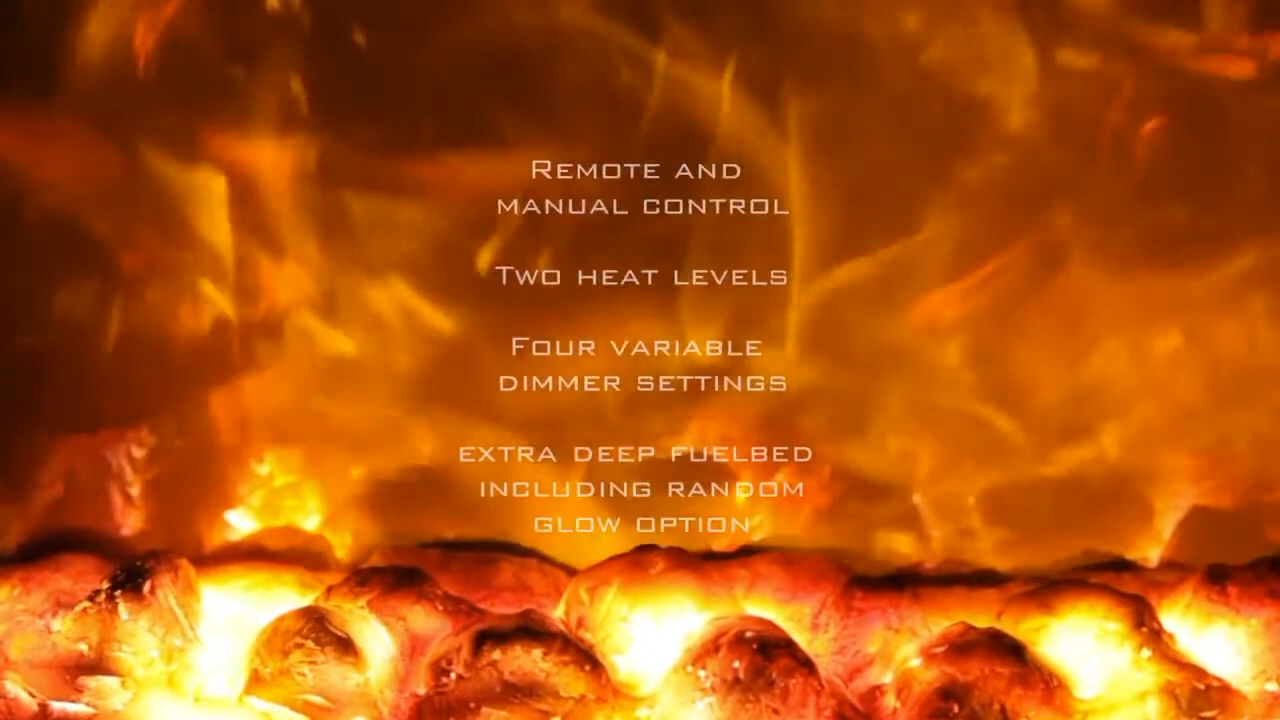 Remote and
manual control
Two heat levels
Four variable
dimmer settings
extra deep fuelbed
including random
glow option